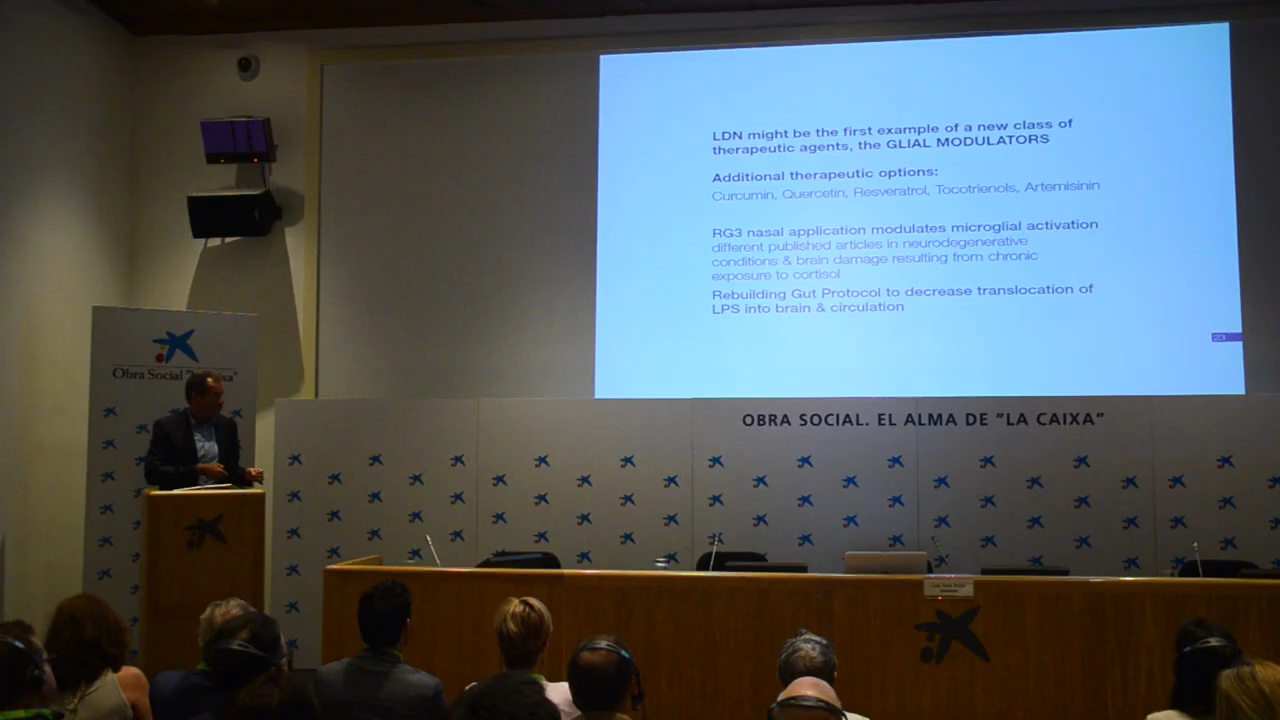 LDN might be the first example of a new class of
therapeutic agents, the GLIAL MODULATORS
Additional therapeutic options:
Curcumin, Quercetin, Resveratrol, Tocotrienols, Artemisinin
RG3 nasal application modulates microglial activation
different published articles in neurodegenerative
conditions & brain damage resulting from chronic
exposure to cortisol
Rebuilding Gut Protocol to decrease translocation of
LPS into brain & circulation
23
Obra Social "la Caixa"
OBRA SOCIAL. EL ALMA DE "LA CAIXA"